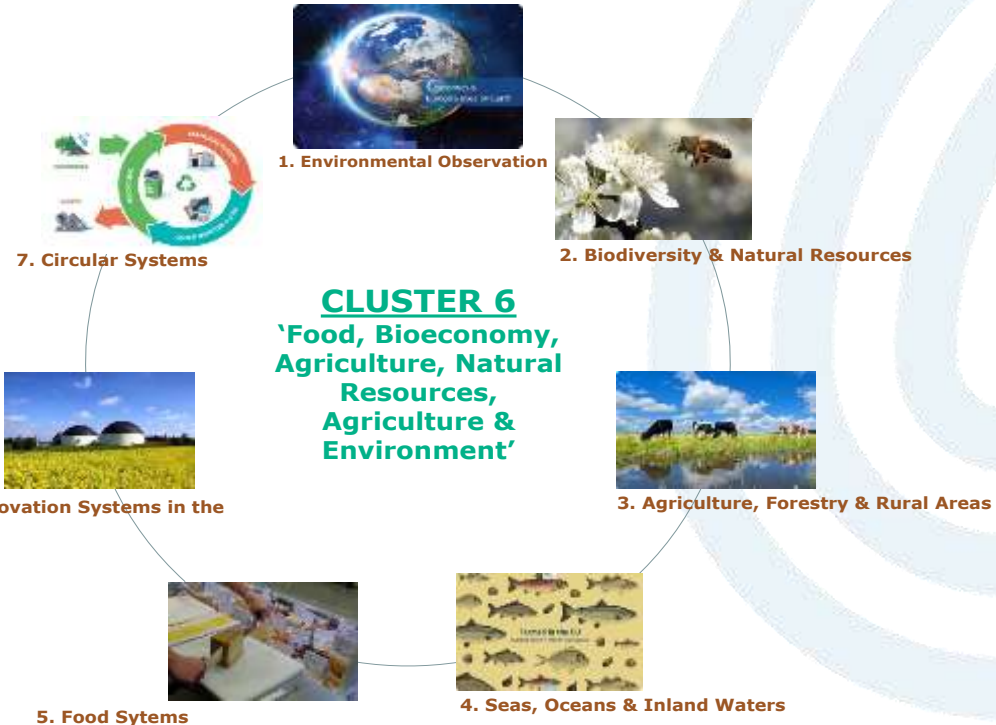 1. Environmental Observation
2. Biodiversity & Natural Resources
7. Circular Systems
CLUSTER 6
‘Food, Bioeconomy,
Agriculture, Natural
Resources,
Agriculture &
Environment’
3. Agriculture, Forestry & Rural Areas
ovation Systems in the
4. Seas, Oceans & Inland Waters
5. Food Sytems